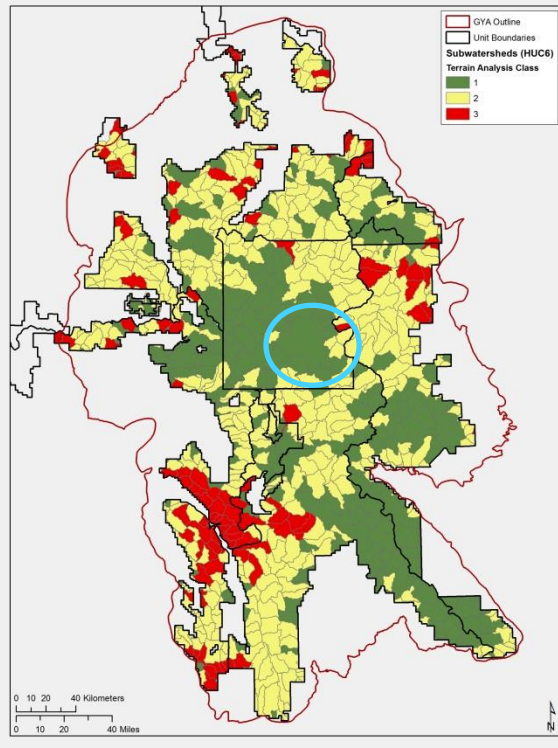 GYA Outline
Unit Boundaries
Subwatersheds (HUC6)
Terrain Analysis Class
1
2
3
0 10 20 40 Kilometers
0 10 20 40 Miles
N